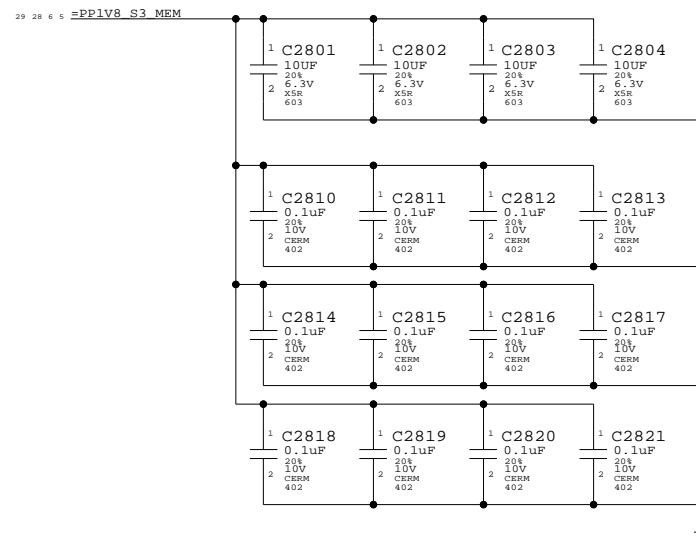 29 28 6 5 =PP1V8_S3_MEM
1 C2801 1 C2802 1 C2803 1 C2804
10UF 10UF 10UF 10UF
20% 20% 20% 20%
2 6.3V 2 6.3V 2 6.3V 2 6.3V
X5R X5R X5R X5R
603 603 603 603
1 C2810 1 C2811 1 C2812 1 C2813
0.1uF 0.1uF 0.1uF 0.1uF
20% 20% 20% 20%
2 10V 2 10V 2 10V 2 10V
CERM CERM CERM CERM
402 402 402 402
1 C2814 1 C2815 1 C2816 1 C2817
0.1uF 0.1uF 0.1uF 0.1uF
20% 20% 20% 20%
2 10V 2 10V 2 10V 2 10V
CERM CERM CERM CERM
402 402 402 402
1 C2818 1 C2819 1 C2820 1 C2821
0.1uF 0.1uF 0.1uF 0.1uF
20% 20% 20% 20%
2 10V 2 10V 2 10V 2 10V
CERM CERM CERM CERM
402 402 402 402